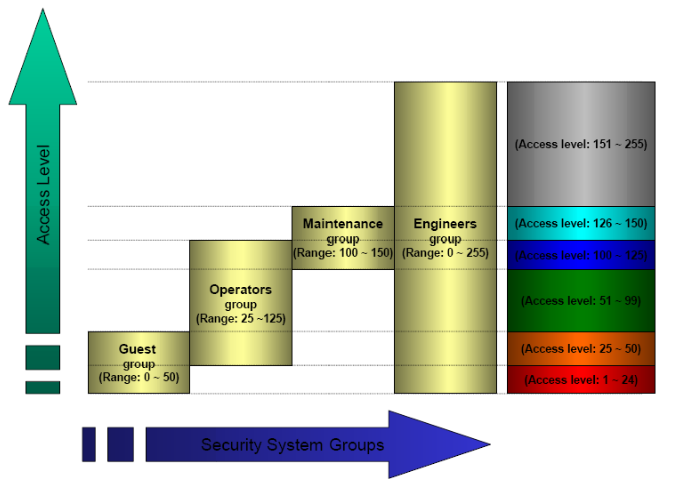 Access Level
Guest
group
(Range: 0 ~ 50)
Operators
group
(Range: 25 ~125)
Maintenance
group
(Range: 100 ~ 150)
Engineers
group
(Range: 0 ~ 255)
(Access level: 151 ~ 255)
(Access level: 126 ~ 150)
(Access level: 100 ~ 125)
(Access level: 51 ~ 99)
(Access level: 25 ~ 50)
(Access level: 1 ~ 24)
Security System Groups